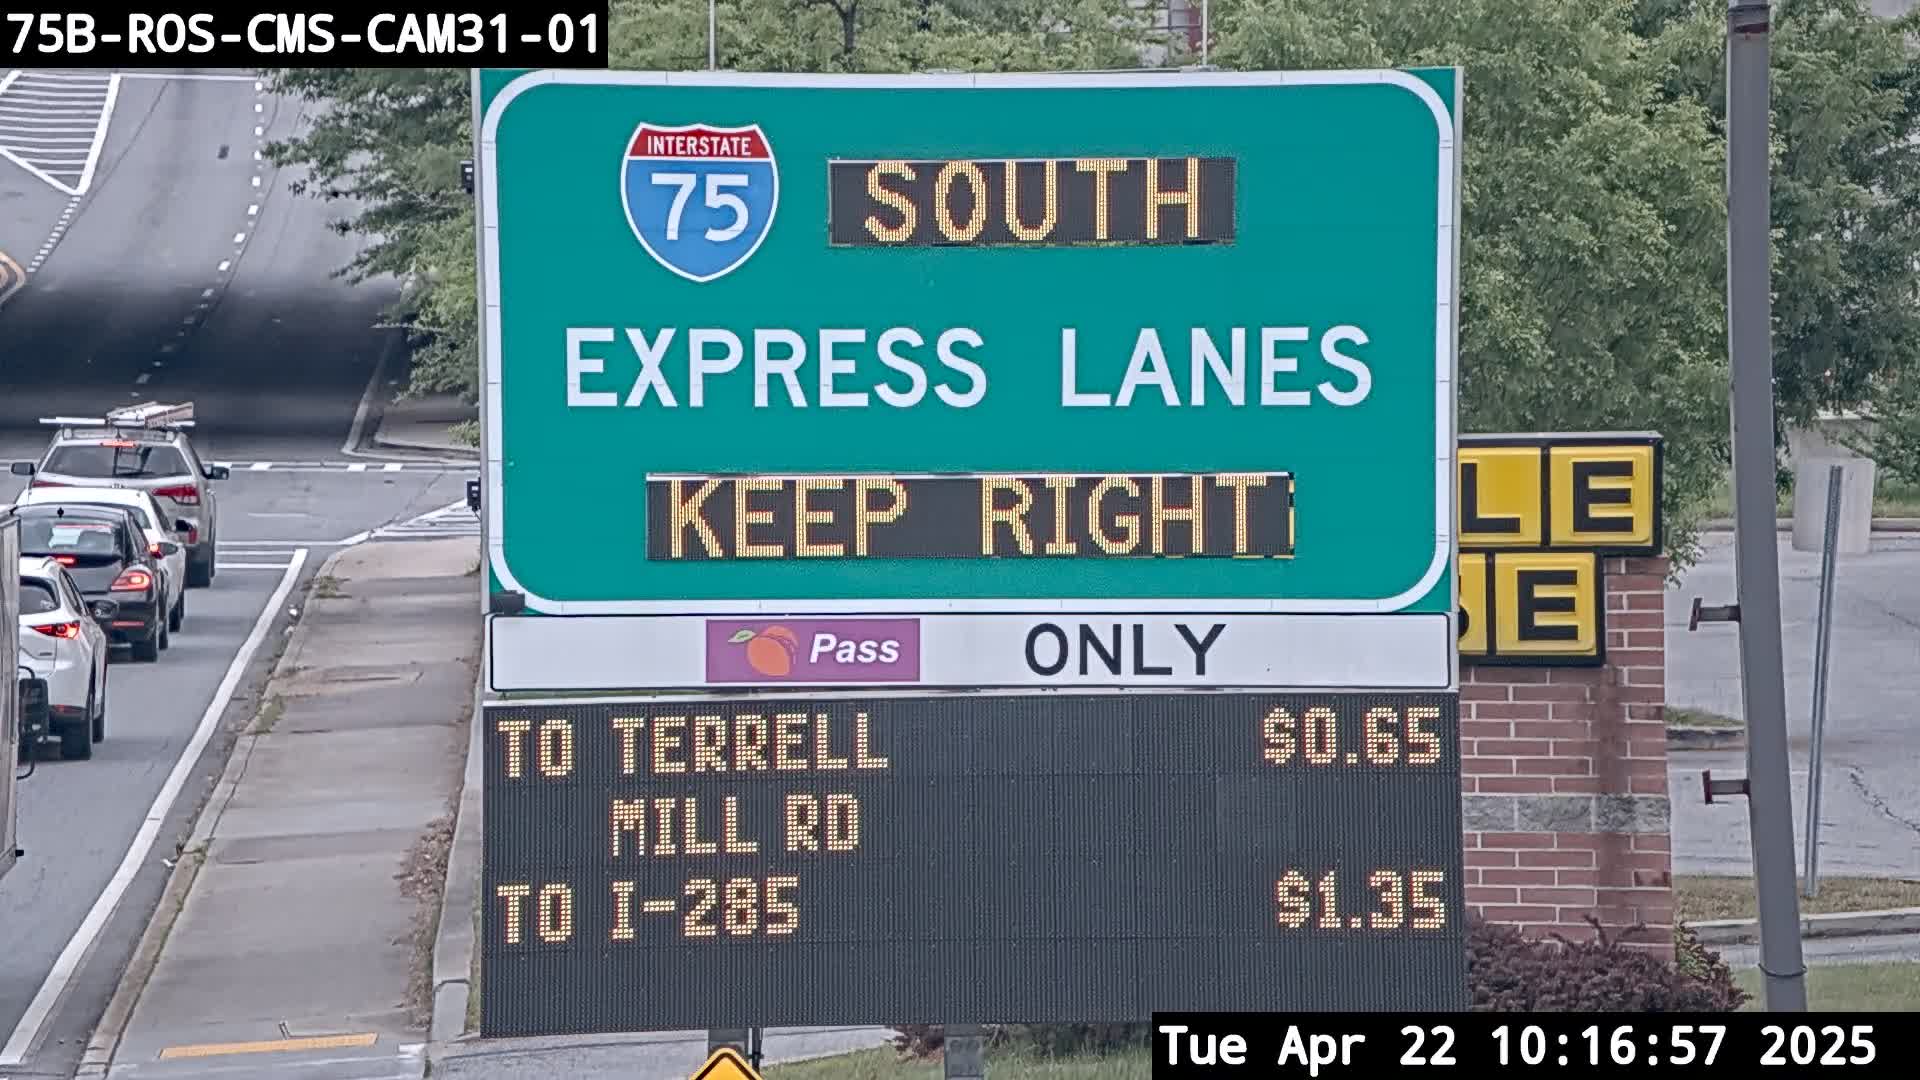 75B-ROS-CMS-CAM31-01
INTERSTATE
75
SOUTH
EXPRESS LANES
KEEP RIGHT
Pass ONLY
TO TERRELL $0.65
MILL RD
TO I-285 $1.35
LE
E
Tue Apr 22 10:16:57 2025